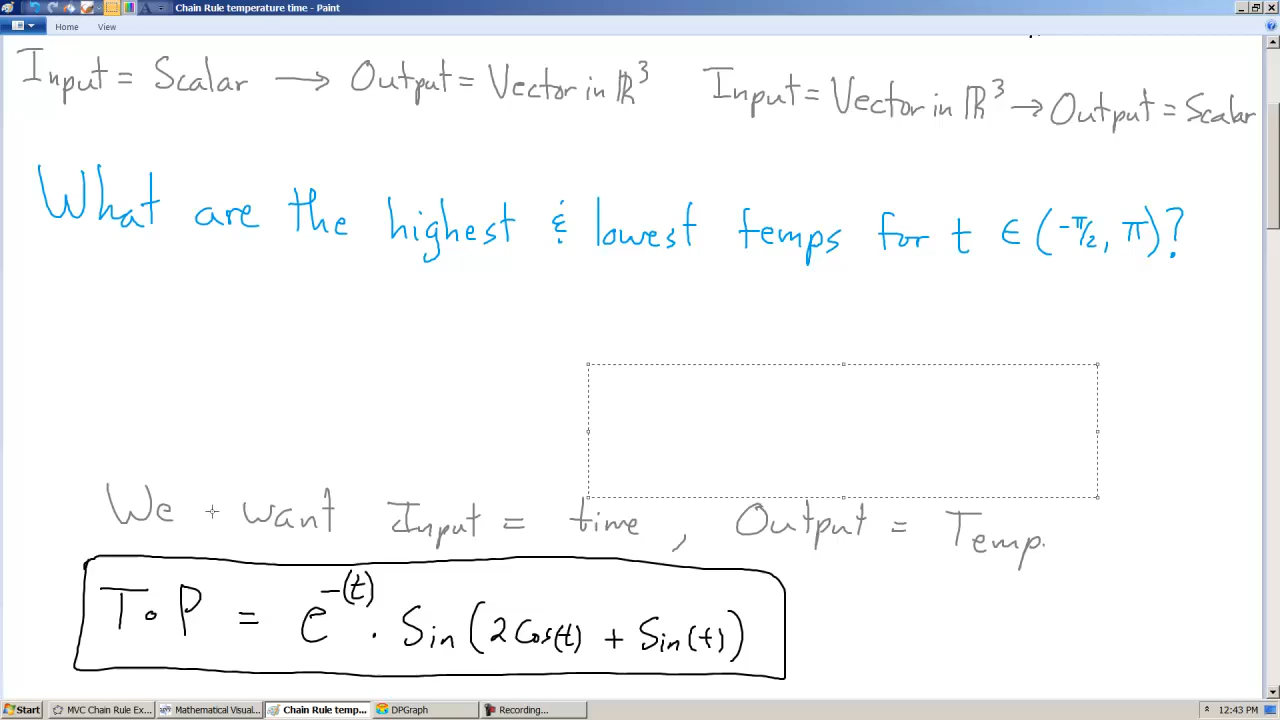 Chain Rule temperature time - Paint
Home View
Input = Scalar → Output = Vector in ℝ³
Input = Vector in ℝ³ → Output = Scalar
What are the highest & lowest temps for t ∈ (-π/2, π)?
We want Input = time, Output = Temp.
T∘P = e^-(t) · Sin(2Cos(t) + Sin(t))
Start MVC Chain Rule Ex... Mathematical Visual... Chain Rule temp... DPGraph Recording... 12:43 PM